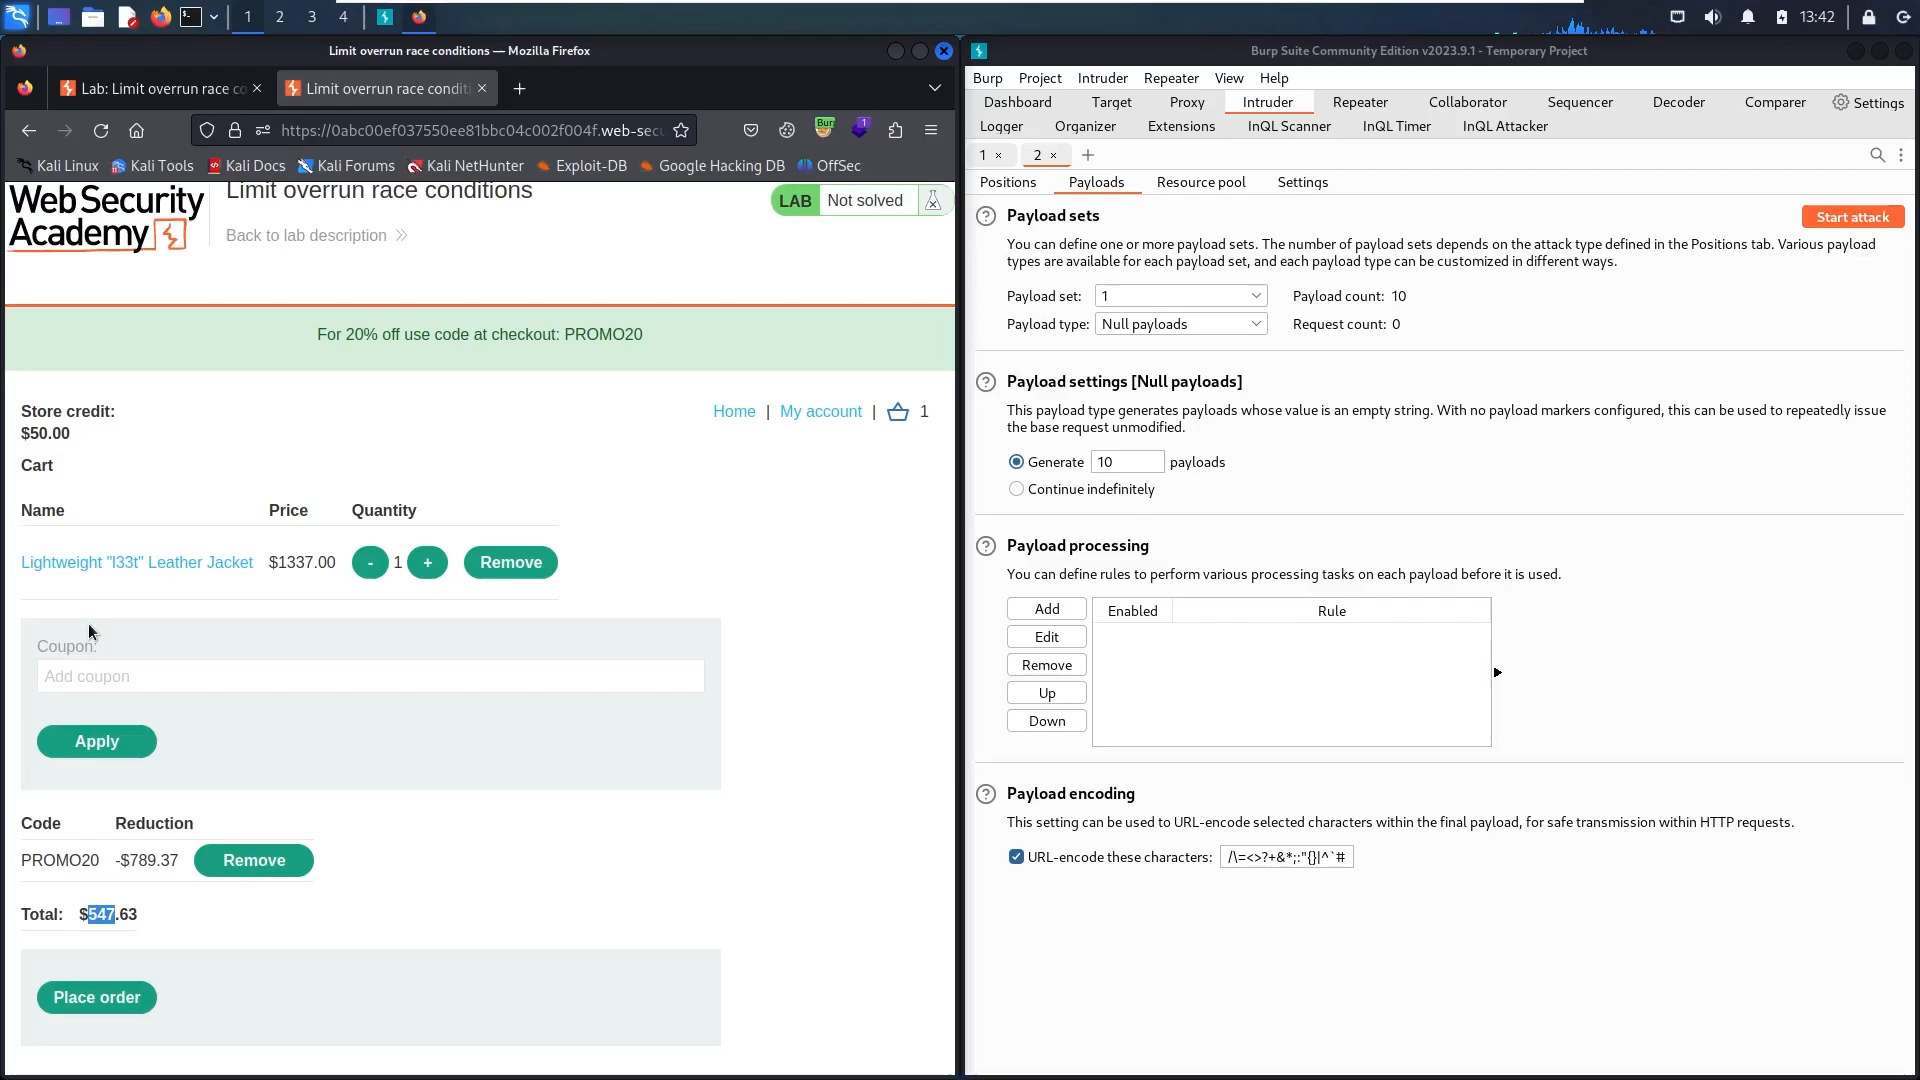 1
2
3
4
13:42
Limit overrun race conditions — Mozilla Firefox
Lab: Limit overrun race co
Limit overrun race condit
https://0abc00ef037550ee81bbc04c002f004f.web-sec
Burp
1
Kali Linux
Kali Tools
Kali Docs
Kali Forums
Kali NetHunter
Exploit-DB
Google Hacking DB
OffSec
Web Security
Academy
Limit overrun race conditions
Back to lab description
LAB
Not solved
For 20% off use code at checkout: PROMO20
Store credit:
$50.00
Home | My account | 1
Cart
Name Price Quantity
Lightweight "l33t" Leather Jacket $1337.00 - 1 + Remove
Coupon:
Add coupon
Apply
Code Reduction
PROMO20 -$789.37 Remove
Total: $547.63
Place order
Burp Suite Community Edition v2023.9.1 - Temporary Project
Burp Project Intruder Repeater View Help
Dashboard Target Proxy Intruder Repeater Collaborator Sequencer Decoder Comparer Settings
Logger Organizer Extensions InQL Scanner InQL Timer InQL Attacker
1 × 2 × +
Positions Payloads Resource pool Settings
? Payload sets
Start attack
You can define one or more payload sets. The number of payload sets depends on the attack type defined in the Positions tab. Various payload
types are available for each payload set, and each payload type can be customized in different ways.
Payload set: 1 Payload count: 10
Payload type: Null payloads Request count: 0
? Payload settings [Null payloads]
This payload type generates payloads whose value is an empty string. With no payload markers configured, this can be used to repeatedly issue
the base request unmodified.
Generate 10 payloads
Continue indefinitely
? Payload processing
You can define rules to perform various processing tasks on each payload before it is used.
Add
Enabled Rule
Edit
Remove
Up
Down
? Payload encoding
This setting can be used to URL-encode selected characters within the final payload, for safe transmission within HTTP requests.
URL-encode these characters: /\=<>?+&*;:"{}|^`#